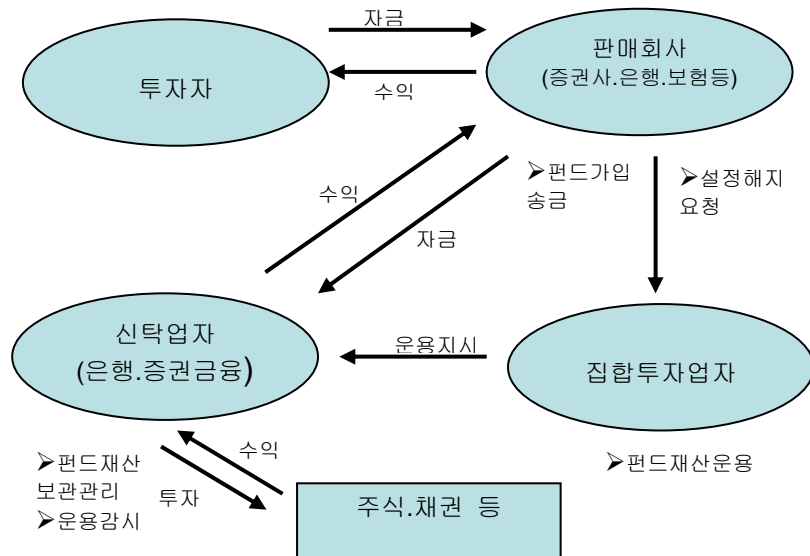 자금
판매회사
(증권사.은행.보험등)
투자자
수익
수익
➢펀드가입
송금
➢설정해지
요청
자금
신탁업자
(은행.증권금융)
운용지시
집합투자업자
➢펀드재산
보관관리
➢운용감시
수익
투자
➢펀드재산운용
주식.채권 등